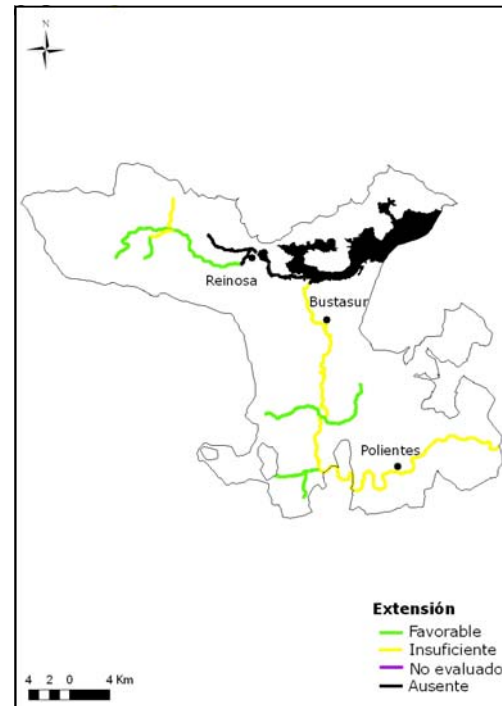 N
Reinosa
Bustasur
Polientes
Extensión
Favorable
Insuficiente
No evaluado
Ausente
4 2 0 4 Km